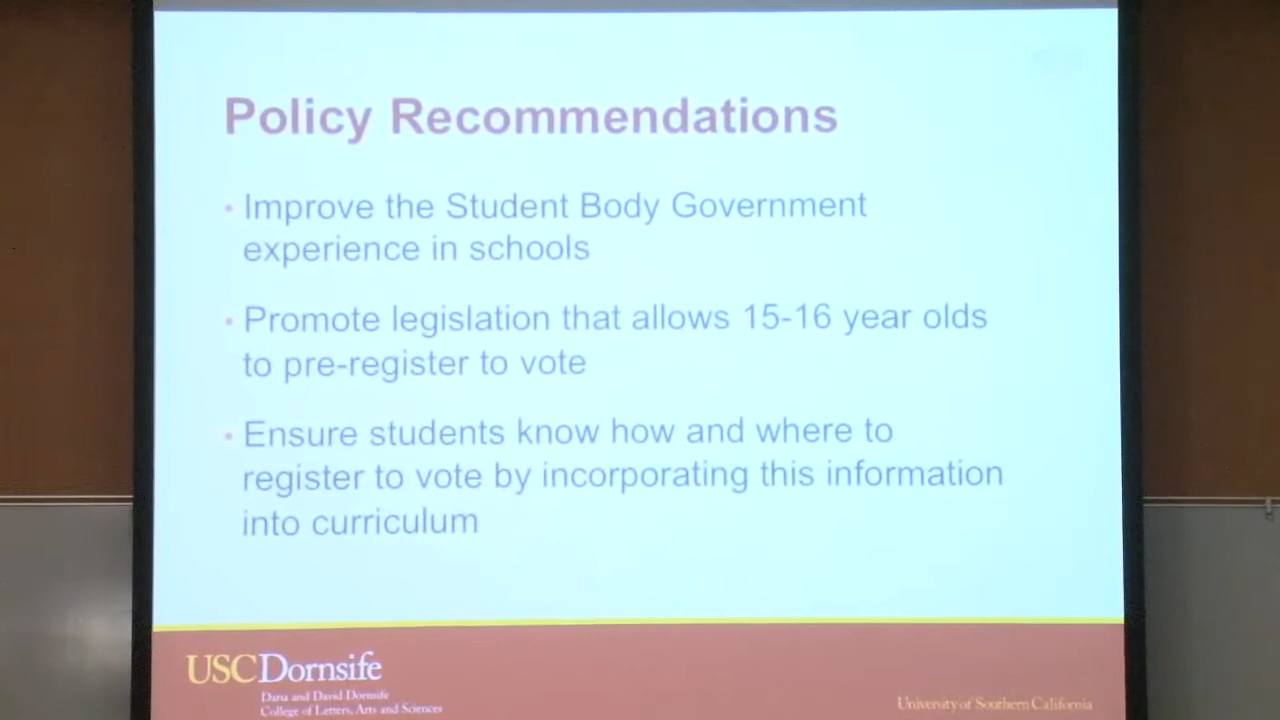 Policy Recommendations
• Improve the Student Body Government
experience in schools
• Promote legislation that allows 15-16 year olds
to pre-register to vote
• Ensure students know how and where to
register to vote by incorporating this information
into curriculum
USCDornsife
Dana and David Dornsife
College of Letters, Arts and Sciences
University of Southern California